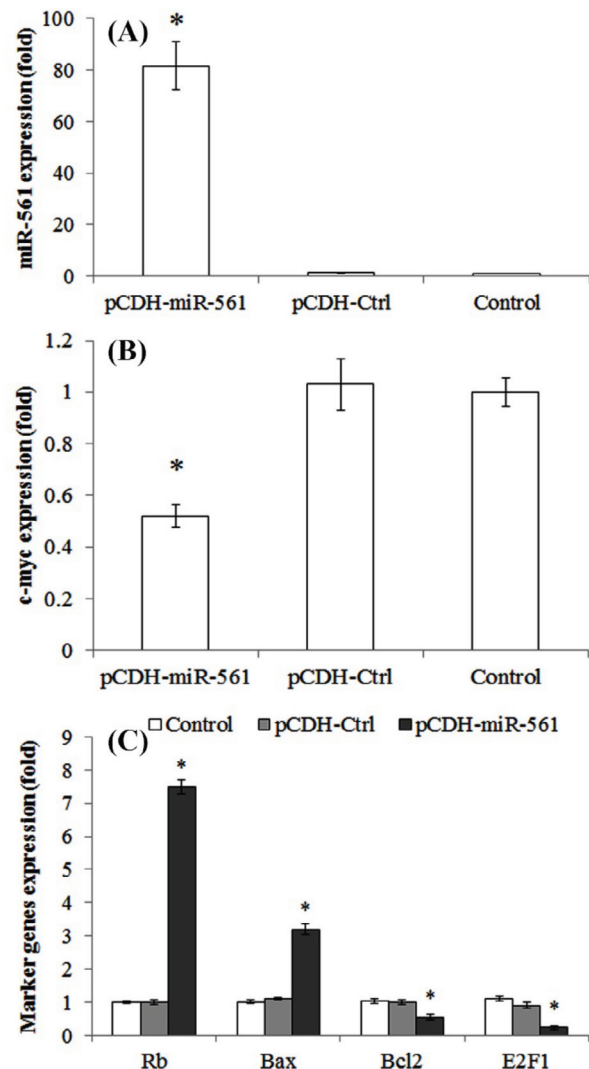 (A)
*
miR-561 expression (fold)
100
80
60
40
20
0
pCDH-miR-561 pCDH-Ctrl Control
(B)
*
c-myc expression (fold)
1.2
1
0.8
0.6
0.4
0.2
0
pCDH-miR-561 pCDH-Ctrl Control
(C)
Control pCDH-Ctrl pCDH-miR-561
Marker genes expression (fold)
9
8
7
6
5
4
3
2
1
0
* * * *
Rb Bax Bcl2 E2F1